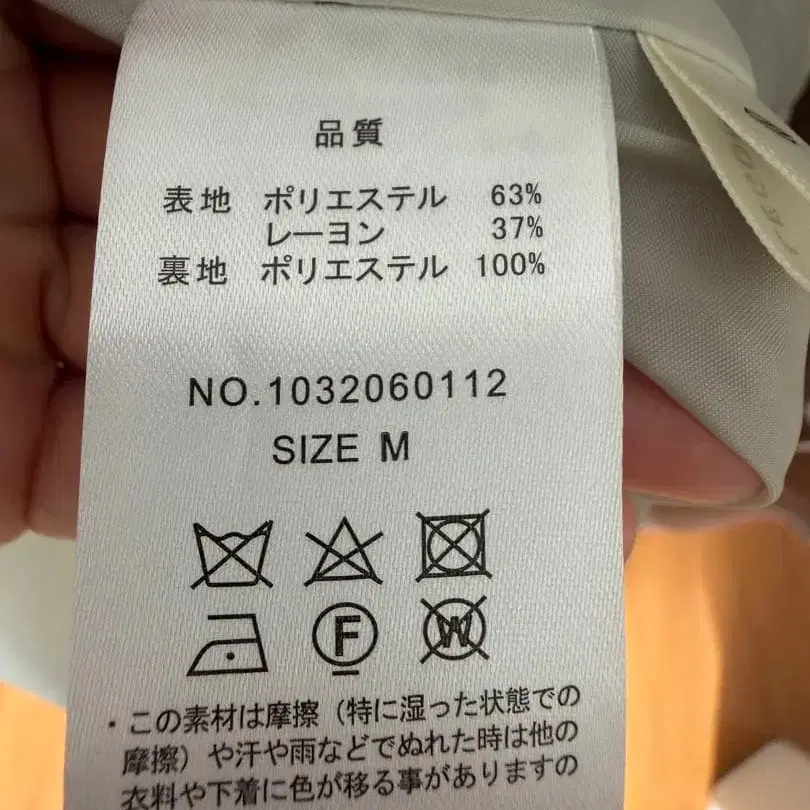 品質
表地 ポリエステル 63%
レーヨン 37%
裏地 ポリエステル 100%
NO.1032060112
SIZE M
F
W
・この素材は摩擦（特に湿った状態での
摩擦）や汗や雨などでぬれた時は他の
衣料や下着に色が移る事がありますの